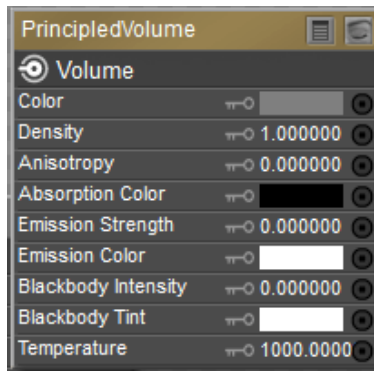 PrincipledVolume
Volume
Color
Density 1.000000
Anisotropy 0.000000
Absorption Color
Emission Strength 0.000000
Emission Color
Blackbody Intensity 0.000000
Blackbody Tint
Temperature 1000.0000